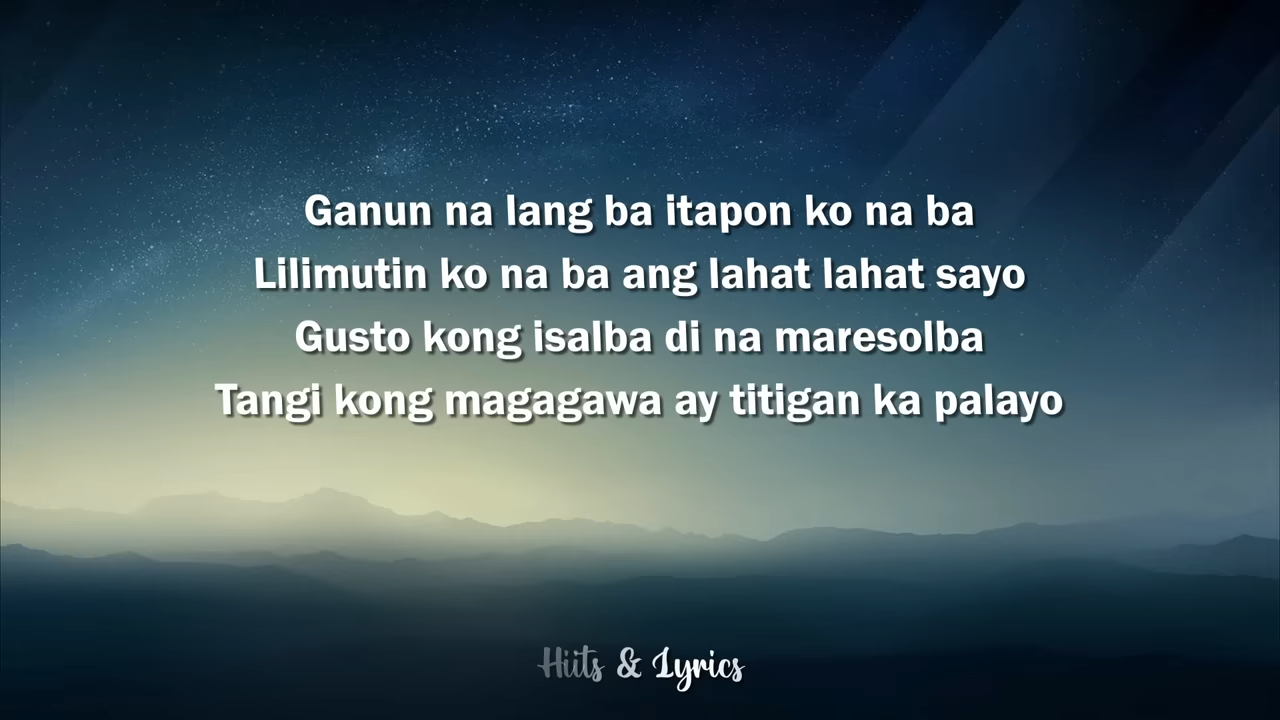 Ganun na lang ba itapon ko na ba
Lilimutin ko na ba ang lahat lahat sayo
Gusto kong isalba di na maresolba
Tangi kong magagawa ay titigan ka palayo
Hiits & Lyrics